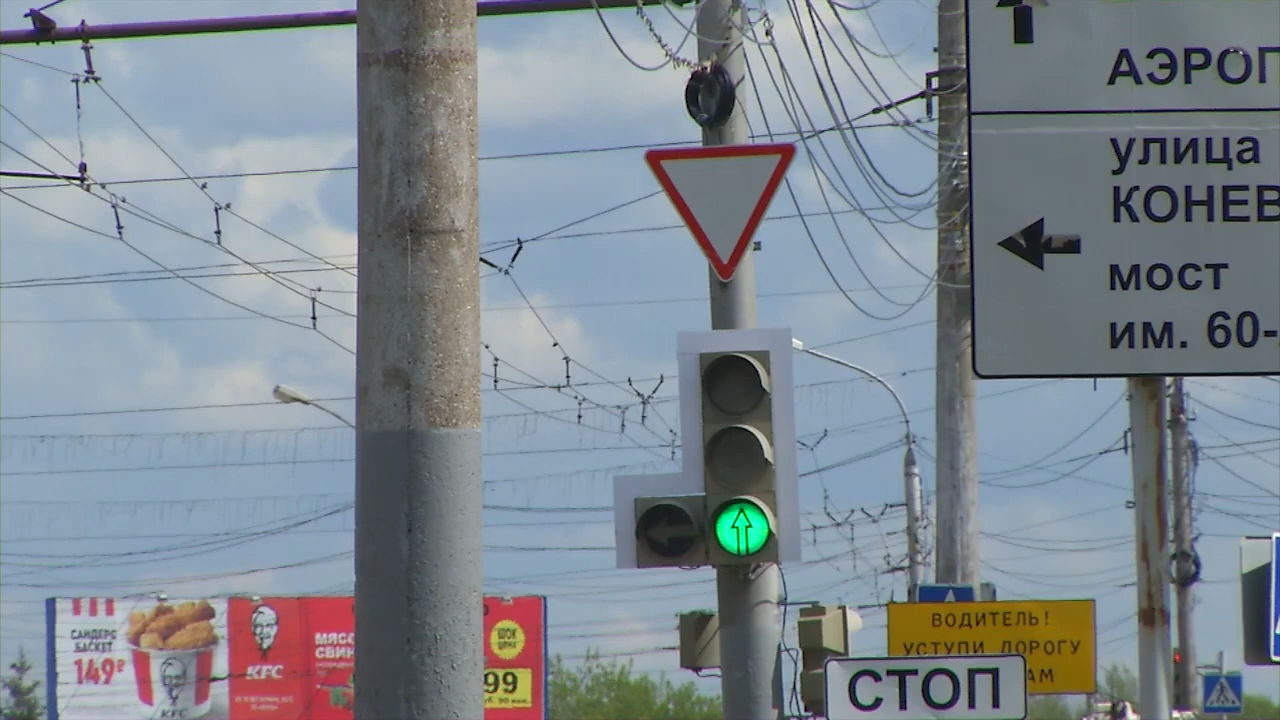 АЭРОП
улица
КОНЕВ
мост
им. 60-
ВОДИТЕЛЬ!
УСТУПИ ДОРОГУ
АМ
СТОП
САНДЕРС
БАСКЕТ
149₽
KFC
KFC
МЯСО
СВИН
ШОК
ЦЕНА
99